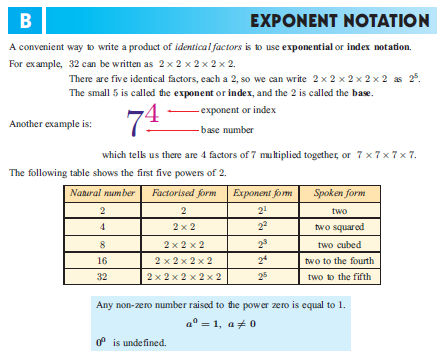 B EXPONENT NOTATION
A convenient way to write a product of identical factors is to use exponential or index notation.
For example, 32 can be written as 2 × 2 × 2 × 2 × 2.
There are five identical factors, each a 2, so we can write 2 × 2 × 2 × 2 × 2 as 2⁵.
The small 5 is called the exponent or index, and the 2 is called the base.
Another example is: 7⁴ exponent or index
base number
which tells us there are 4 factors of 7 multiplied together, or 7 × 7 × 7 × 7.
The following table shows the first five powers of 2.
Natural number Factorised form Exponent form Spoken form
2 2 2¹ two
4 2 × 2 2² two squared
8 2 × 2 × 2 2³ two cubed
16 2 × 2 × 2 × 2 2⁴ two to the fourth
32 2 × 2 × 2 × 2 × 2 2⁵ two to the fifth
Any non-zero number raised to the power zero is equal to 1.
a⁰ = 1, a ≠ 0
0⁰ is undefined.